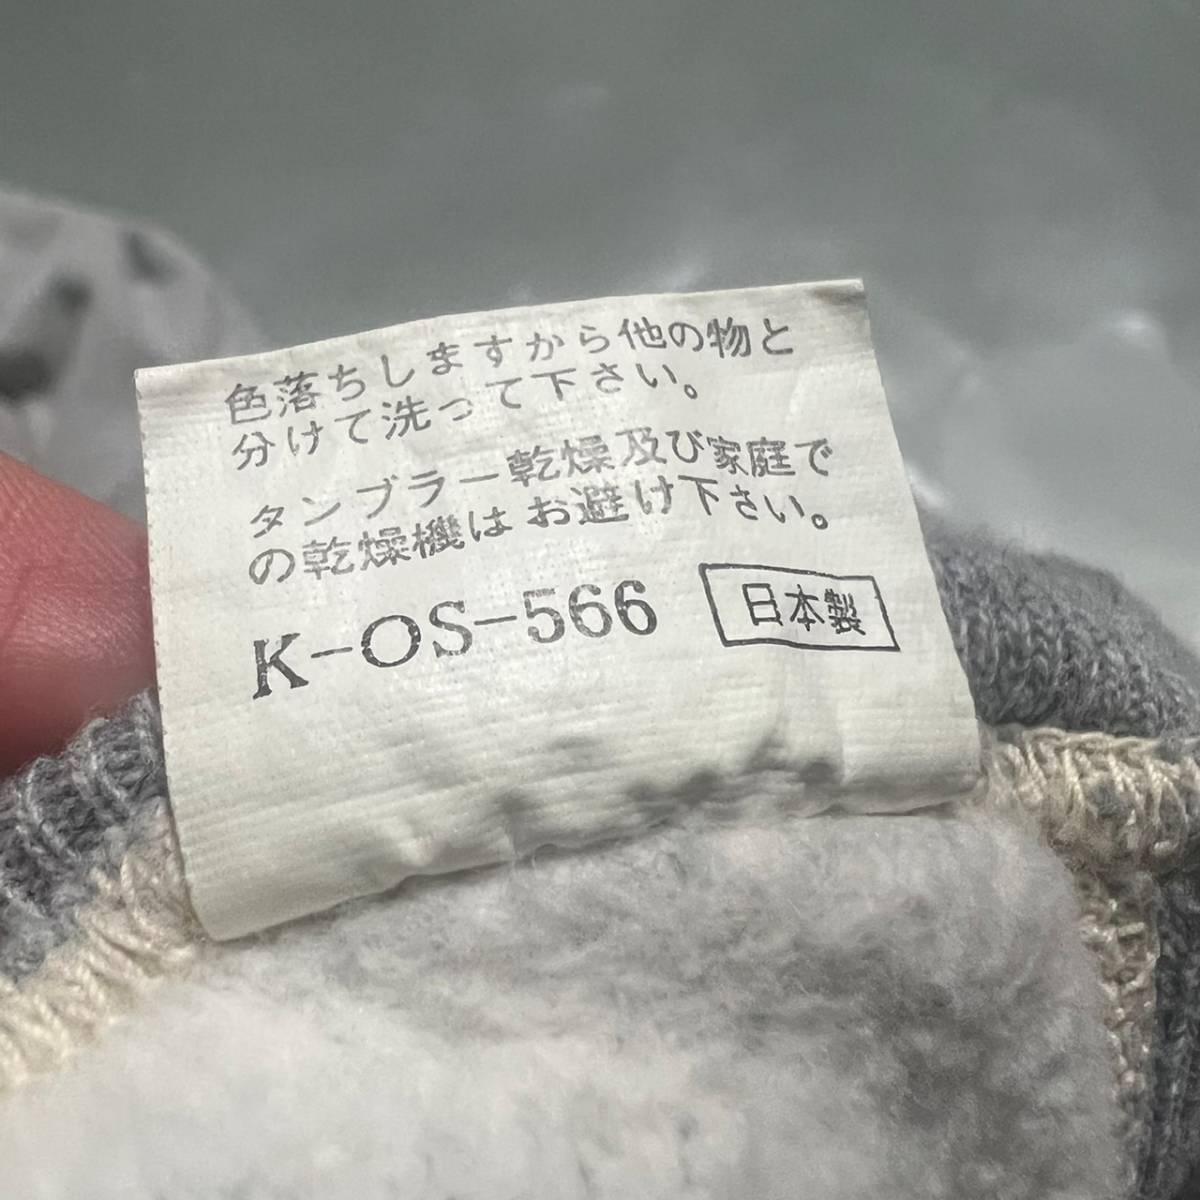 色落ちしますから他の物と
分けて洗って下さい。
タンブラー乾燥及び家庭で
の乾燥機はお避け下さい。
K-OS-566 日本製